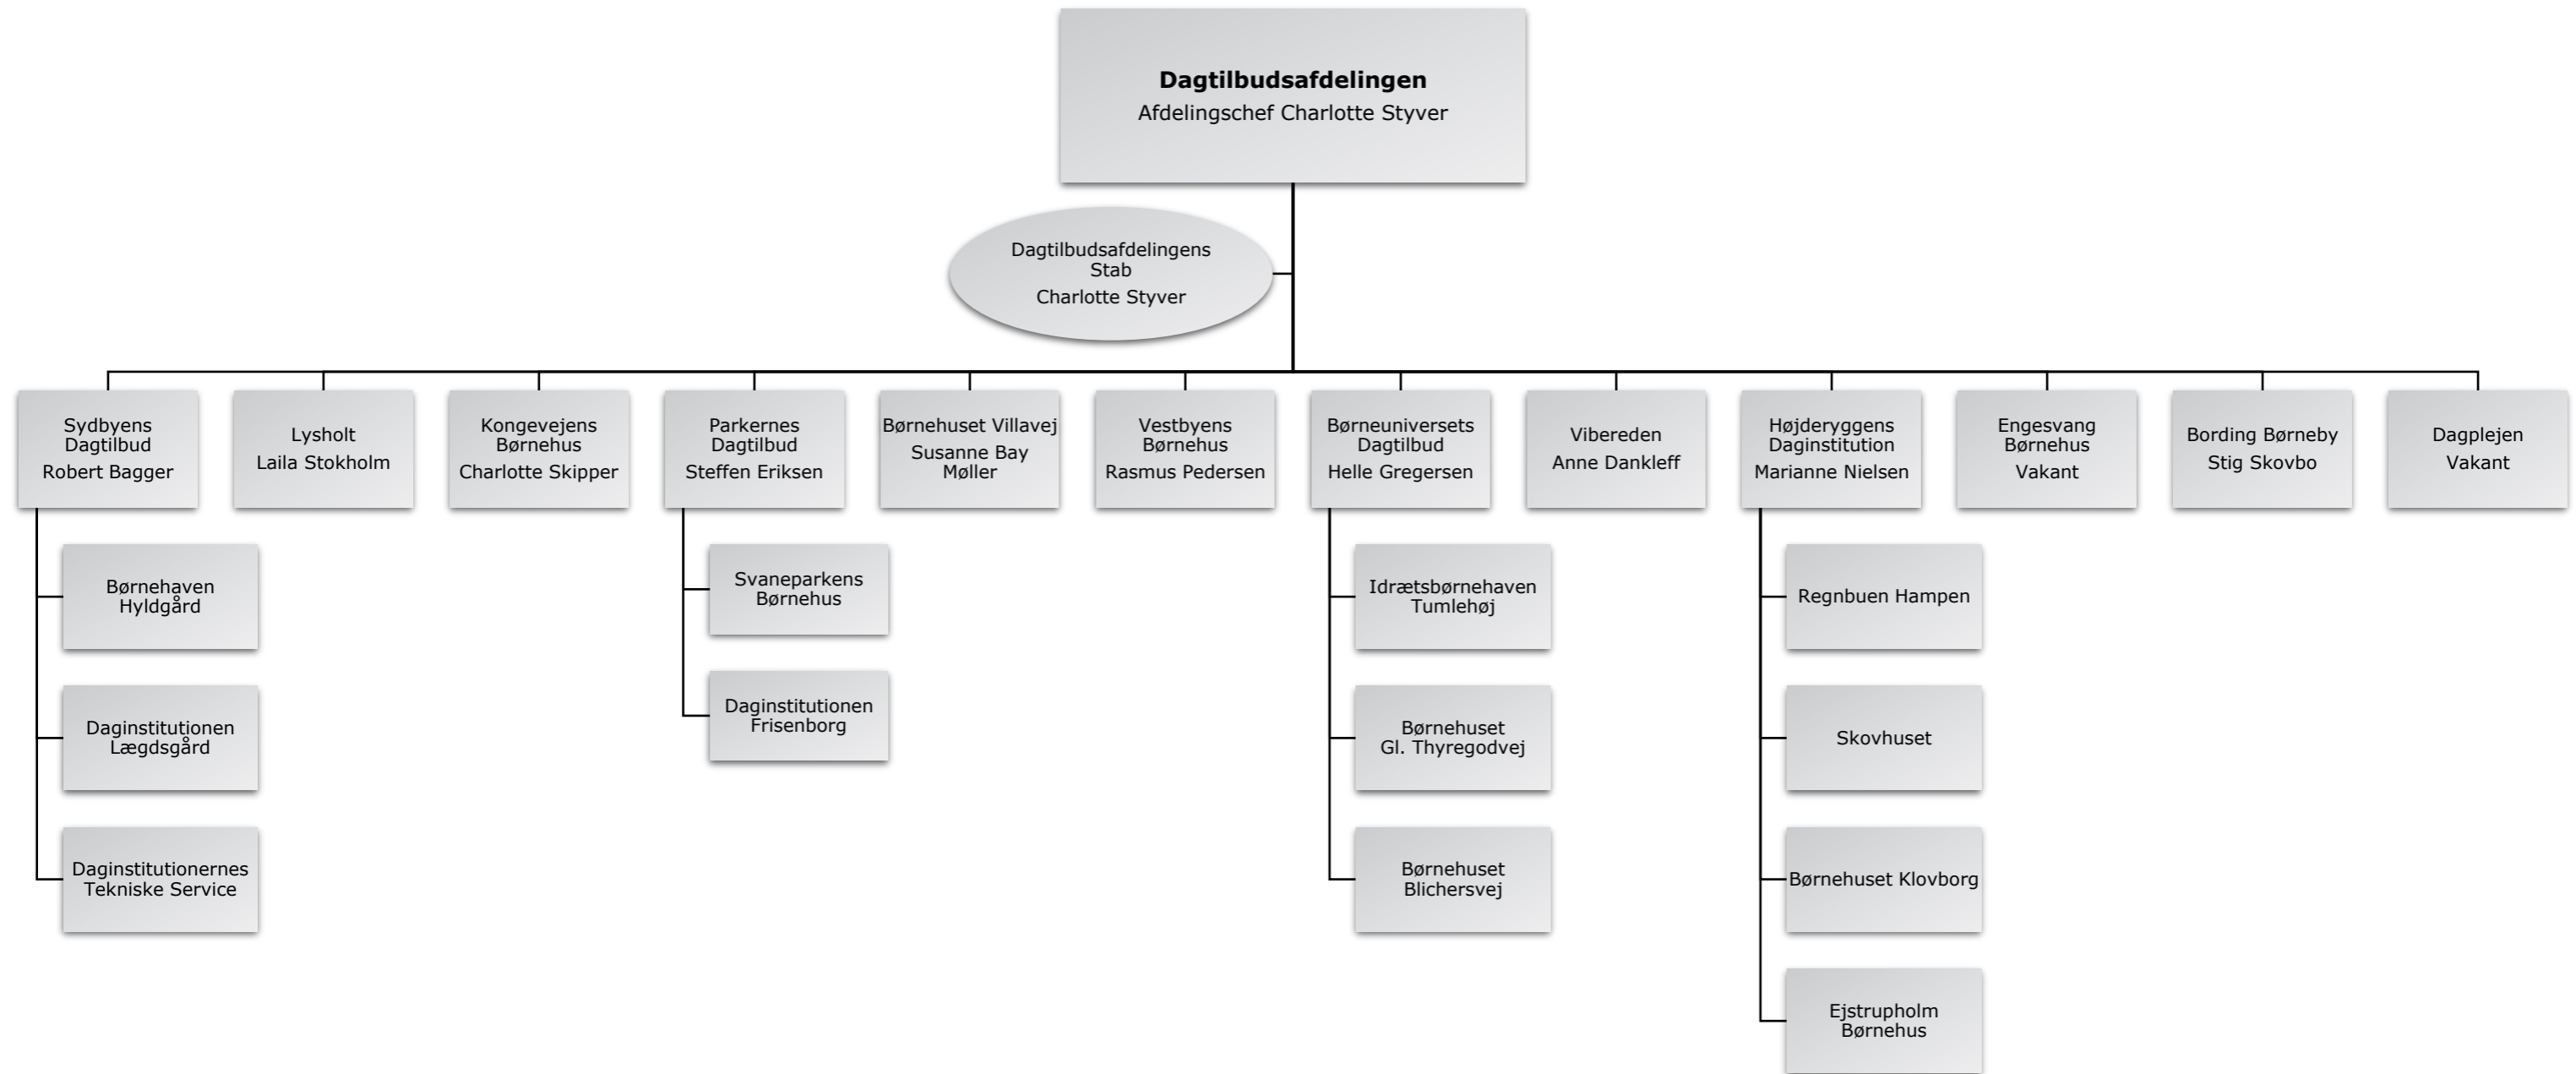 Dagtilbudsafdelingen
Afdelingschef Charlotte Styver
Dagtilbudsafdelingens
Stab
Charlotte Styver
Sydbyens
Dagtilbud
Robert Bagger
Lysholt
Laila Stokholm
Kongevejens
Børnehus
Charlotte Skipper
Parkernes
Dagtilbud
Steffen Eriksen
Børnehuset Villavej
Susanne Bay
Møller
Vestbyens
Børnehus
Rasmus Pedersen
Børneuniversets
Dagtilbud
Helle Gregersen
Vibereden
Anne Dankleff
Højderyggens
Daginstitution
Marianne Nielsen
Engesvang
Børnehus
Vakant
Bording Børneby
Stig Skovbo
Dagplejen
Vakant
Børnehaven
Hyldgård
Daginstitutionen
Lægdsgård
Daginstitutionernes
Tekniske Service
Svaneparkens
Børnehus
Daginstitutionen
Frisenborg
Idrætsbørnehaven
Tumlehøj
Børnehuset
Gl. Thyregodvej
Børnehuset
Blichersvej
Regnbuen Hampen
Skovhuset
Børnehuset Klovborg
Ejstrupholm
Børnehus